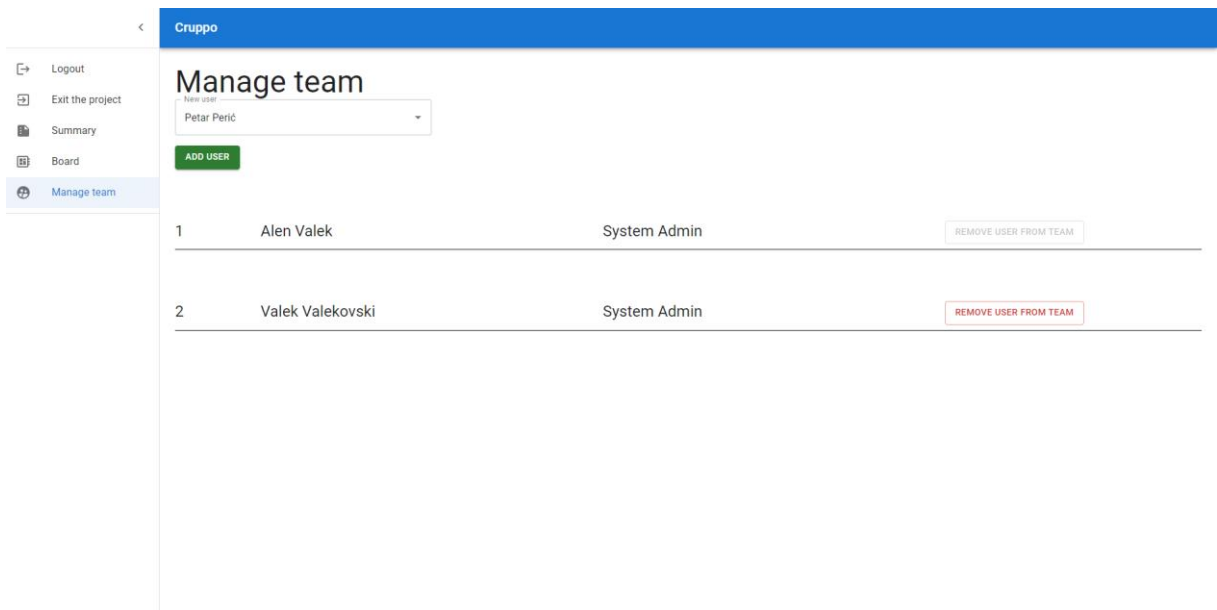 Cruppo
Logout
Exit the project
Summary
Board
Manage team
Manage team
New user
Petar Perić
ADD USER
1 Alen Valek System Admin REMOVE USER FROM TEAM
2 Valek Valekovski System Admin REMOVE USER FROM TEAM